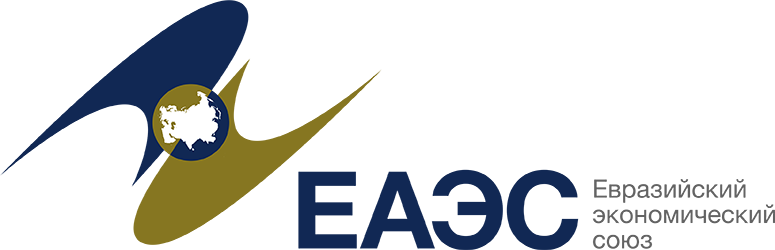 ЕАЭС
Евразийский
экономический
союз